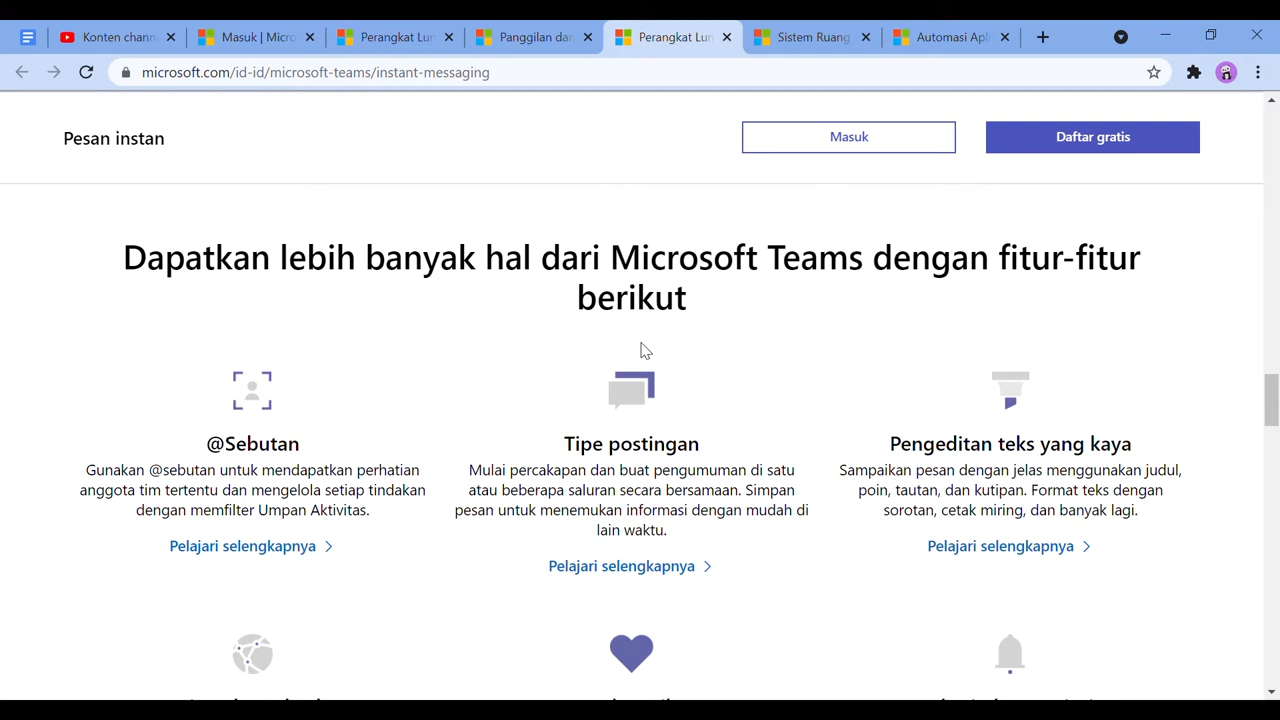 Konten chann
Masuk | Micro
Perangkat Lun
Panggilan dan
Perangkat Lun
Sistem Ruang
Automasi Apl
microsoft.com/id-id/microsoft-teams/instant-messaging
Pesan instan
Masuk
Daftar gratis
Dapatkan lebih banyak hal dari Microsoft Teams dengan fitur-fitur
berikut
@Sebutan
Gunakan @sebutan untuk mendapatkan perhatian
anggota tim tertentu dan mengelola setiap tindakan
dengan memfilter Umpan Aktivitas.
Pelajari selengkapnya
Tipe postingan
Mulai percakapan dan buat pengumuman di satu
atau beberapa saluran secara bersamaan. Simpan
pesan untuk menemukan informasi dengan mudah di
lain waktu.
Pelajari selengkapnya
Pengeditan teks yang kaya
Sampaikan pesan dengan jelas menggunakan judul,
poin, tautan, dan kutipan. Format teks dengan
sorotan, cetak miring, dan banyak lagi.
Pelajari selengkapnya